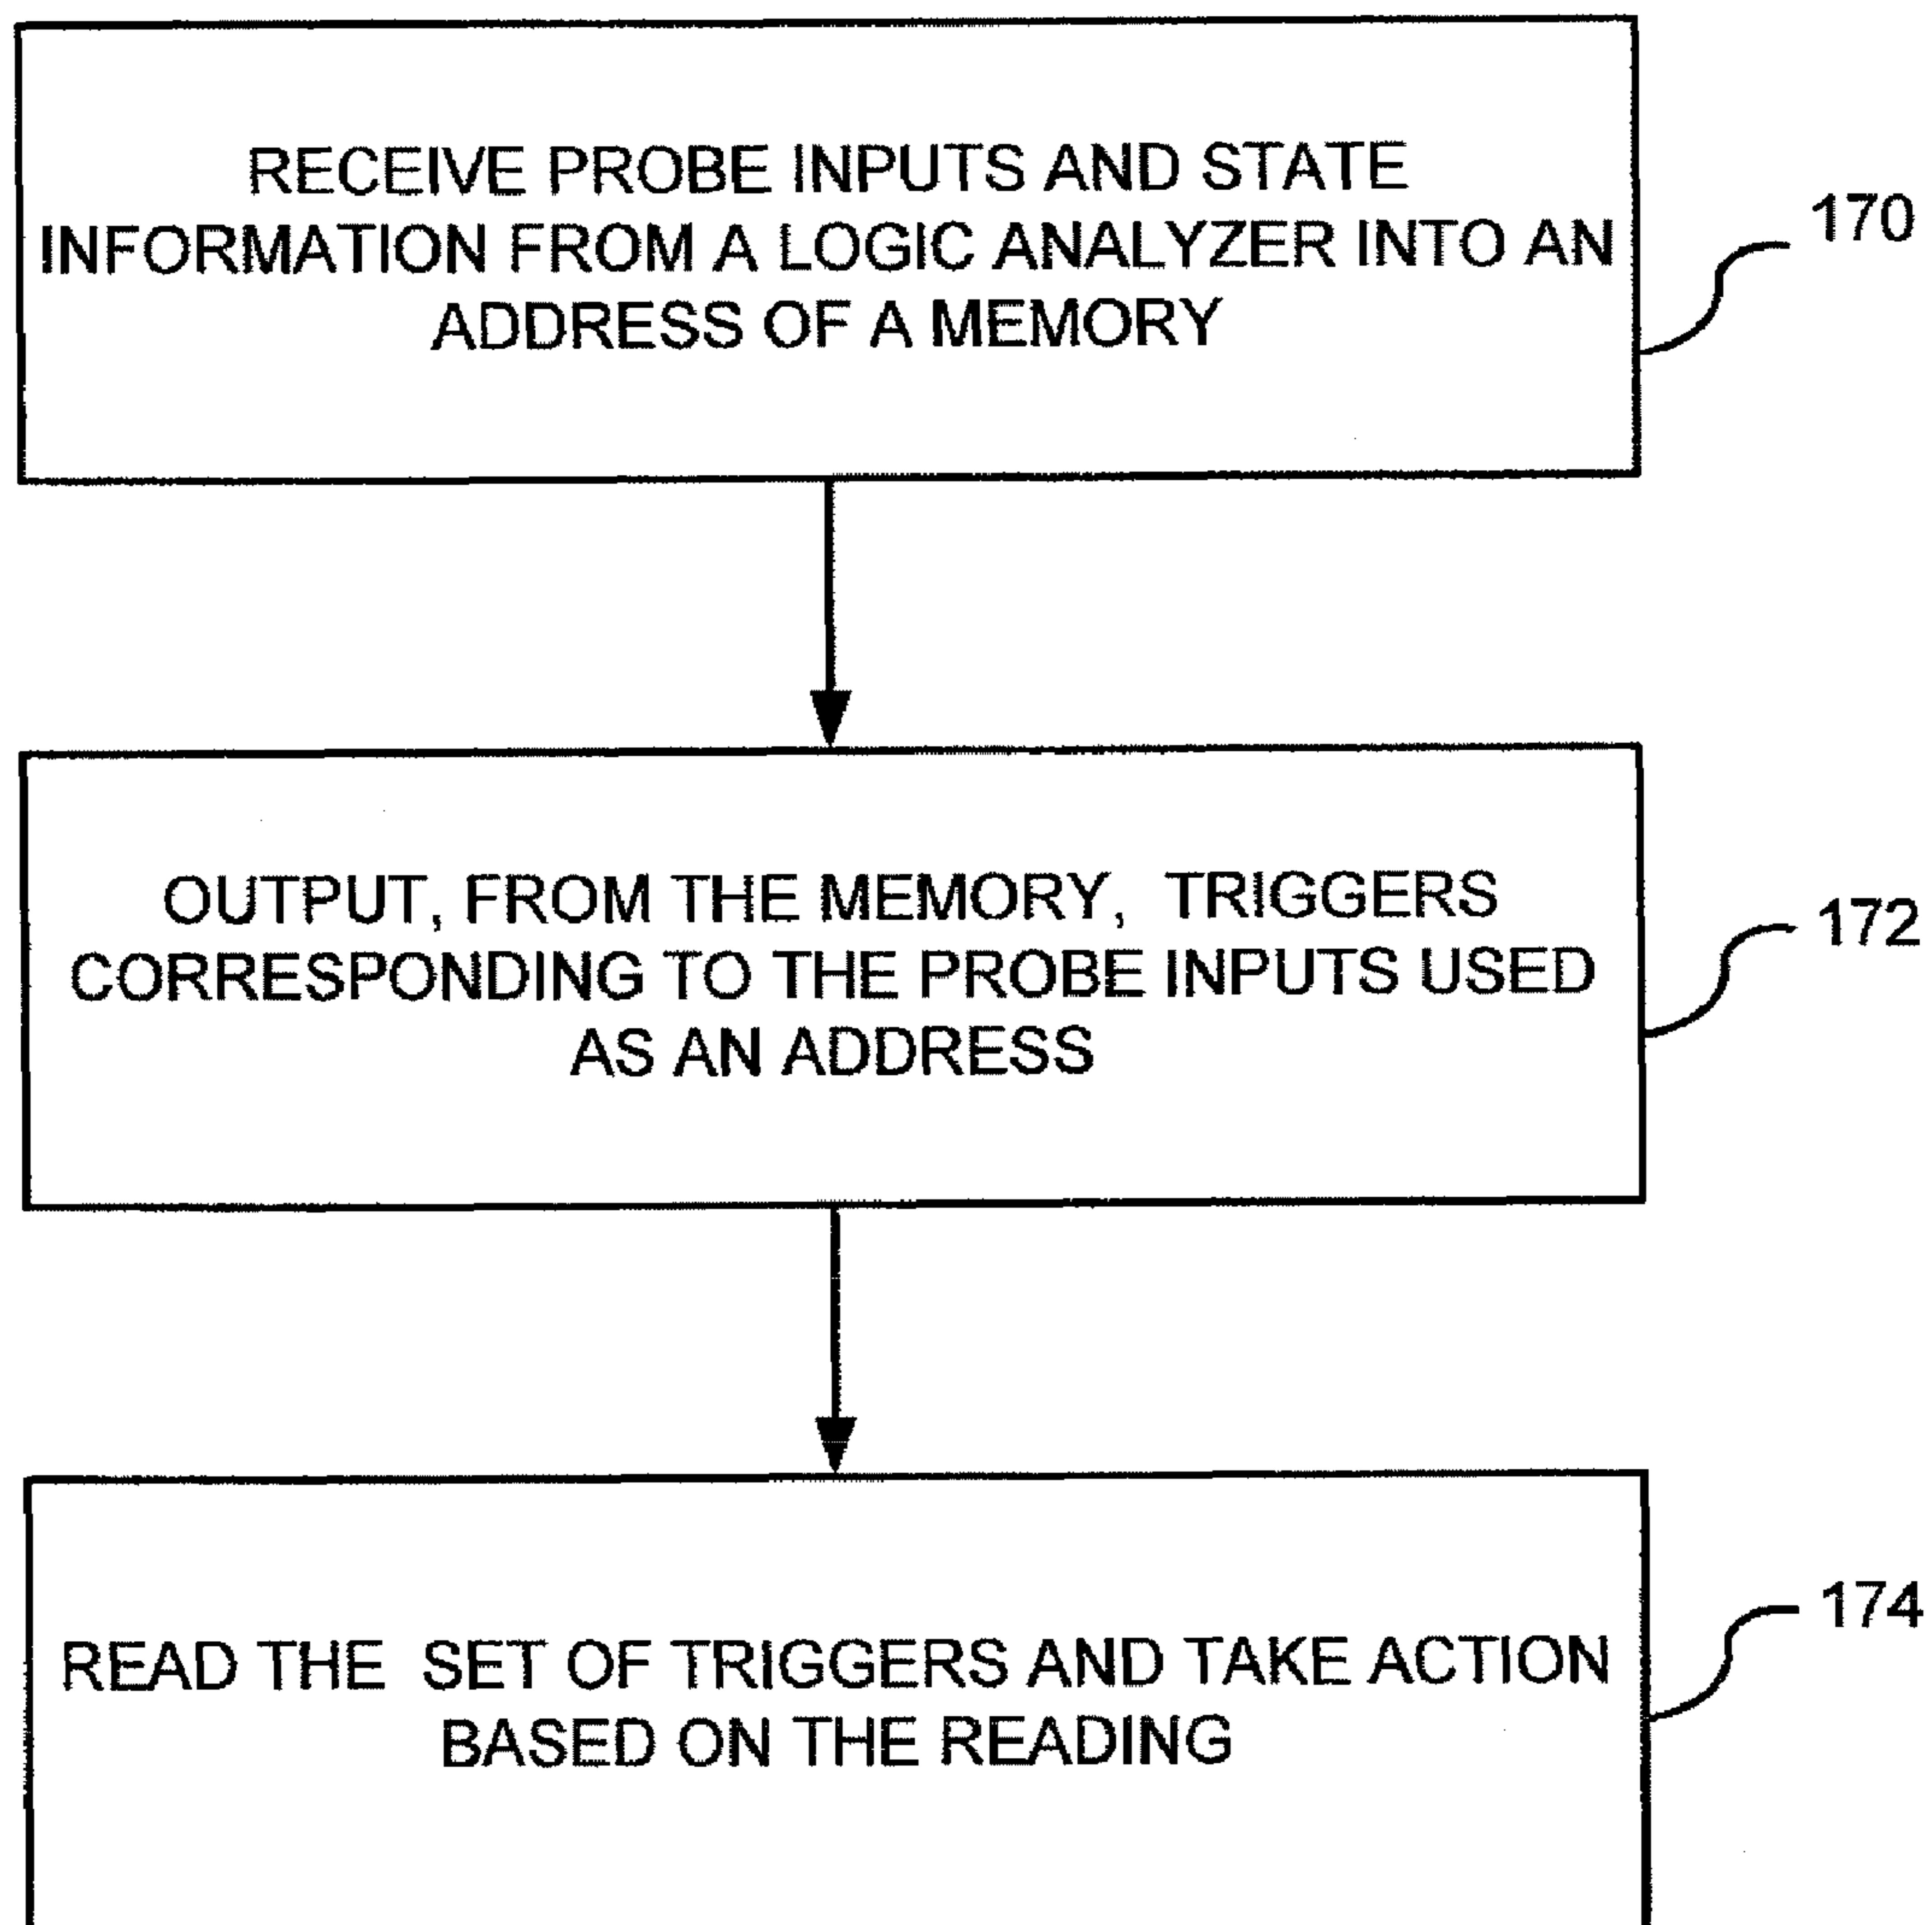 RECEIVE PROBE INPUTS AND STATE
INFORMATION FROM A LOGIC ANALYZER INTO AN
ADDRESS OF A MEMORY
170
OUTPUT, FROM THE MEMORY, TRIGGERS
CORRESPONDING TO THE PROBE INPUTS USED
AS AN ADDRESS
172
READ THE SET OF TRIGGERS AND TAKE ACTION
BASED ON THE READING
174